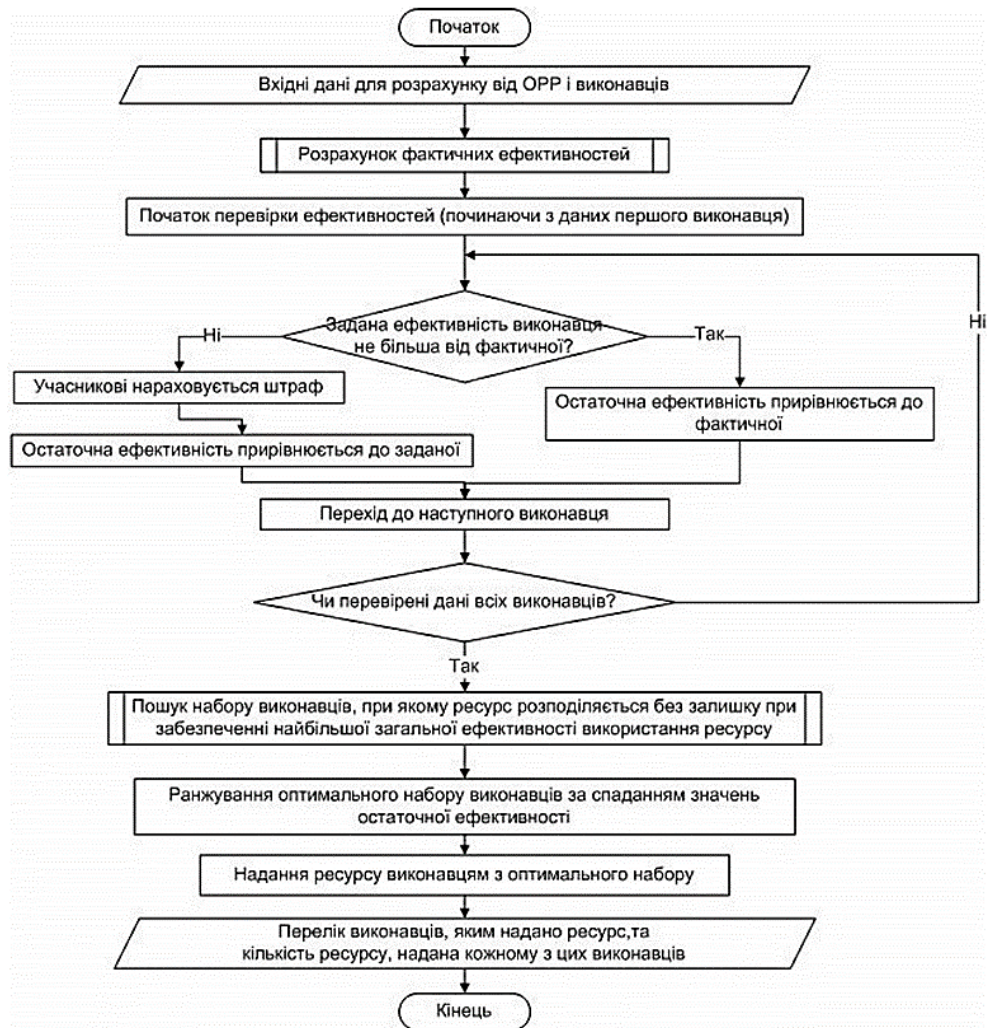 Початок
Вхідні дані для розрахунку від ОРР і виконавців
Розрахунок фактичних ефективностей
Початок перевірки ефективностей (починаючи з даних першого виконавця)
Задана ефективність виконавця
не більша від фактичної?
Ні
Так
Ні
Учасникові нараховується штраф
Остаточна ефективність прирівнюється до
фактичної
Остаточна ефективність прирівнюється до заданої
Перехід до наступного виконавця
Чи перевірені дані всіх виконавців?
Так
Пошук набору виконавців, при якому ресурс розподіляється без залишку при
забезпеченні найбільшої загальної ефективності використання ресурсу
Ранжування оптимального набору виконавців за спаданням значень
остаточної ефективності
Надання ресурсу виконавцям з оптимального набору
Перелік виконавців, яким надано ресурс,та
кількість ресурсу, надана кожному з цих виконавців
Кінець